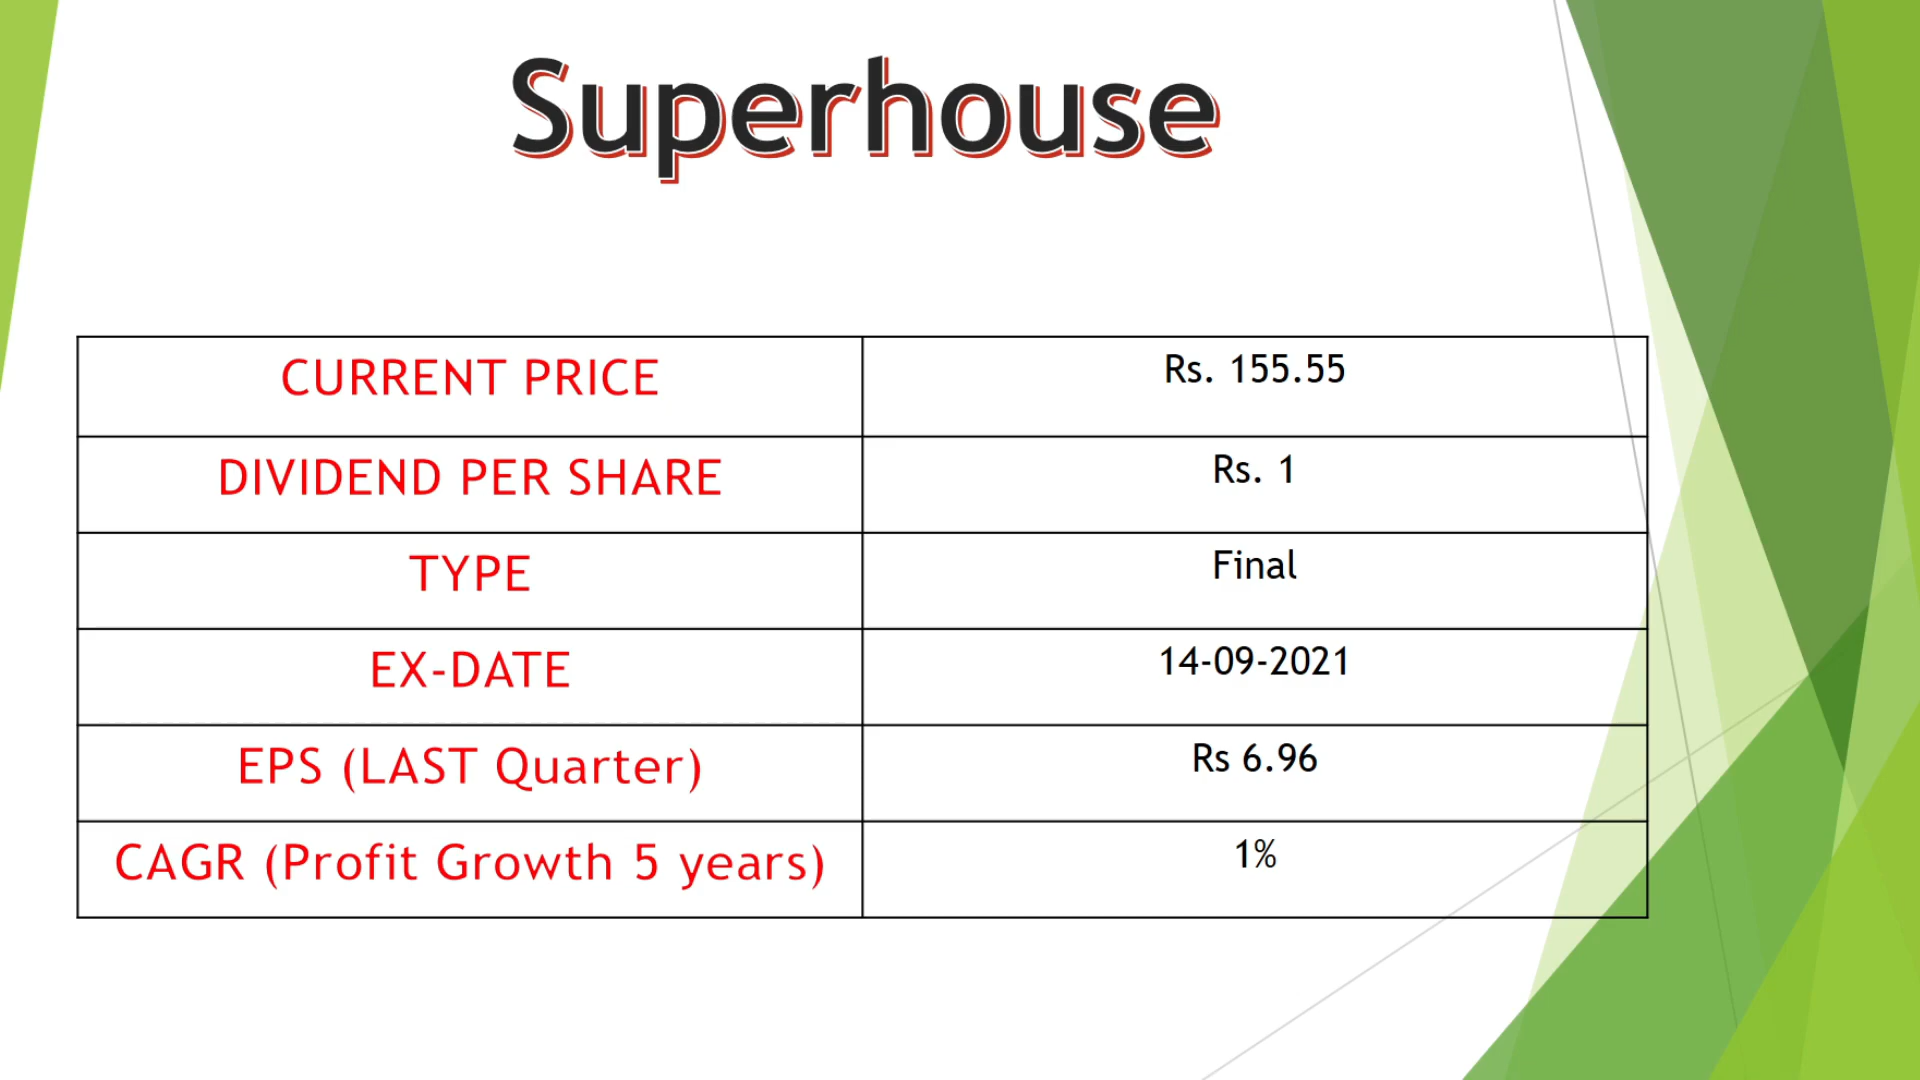 Superhouse
CURRENT PRICE
Rs. 155.55
DIVIDEND PER SHARE
Rs. 1
TYPE
Final
EX-DATE
14-09-2021
EPS (LAST Quarter)
Rs 6.96
CAGR (Profit Growth 5 years)
1%